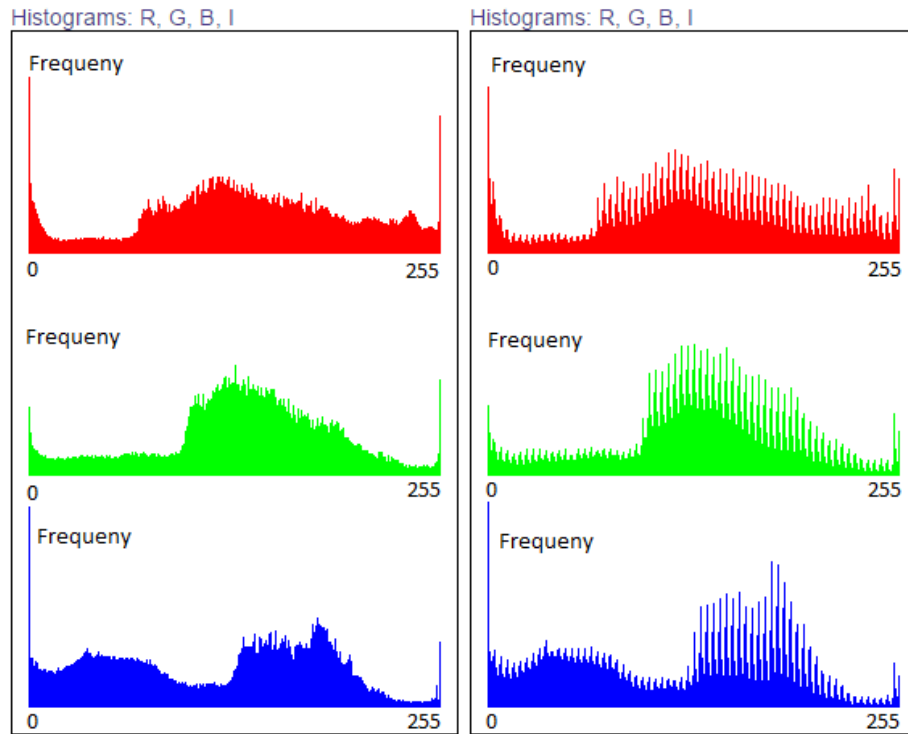 Histograms: R, G, B, I
Frequeny
0 255
Frequeny
0 255
Frequeny
0 255
Histograms: R, G, B, I
Frequeny
0 255
Frequeny
0 255
Frequeny
0 255